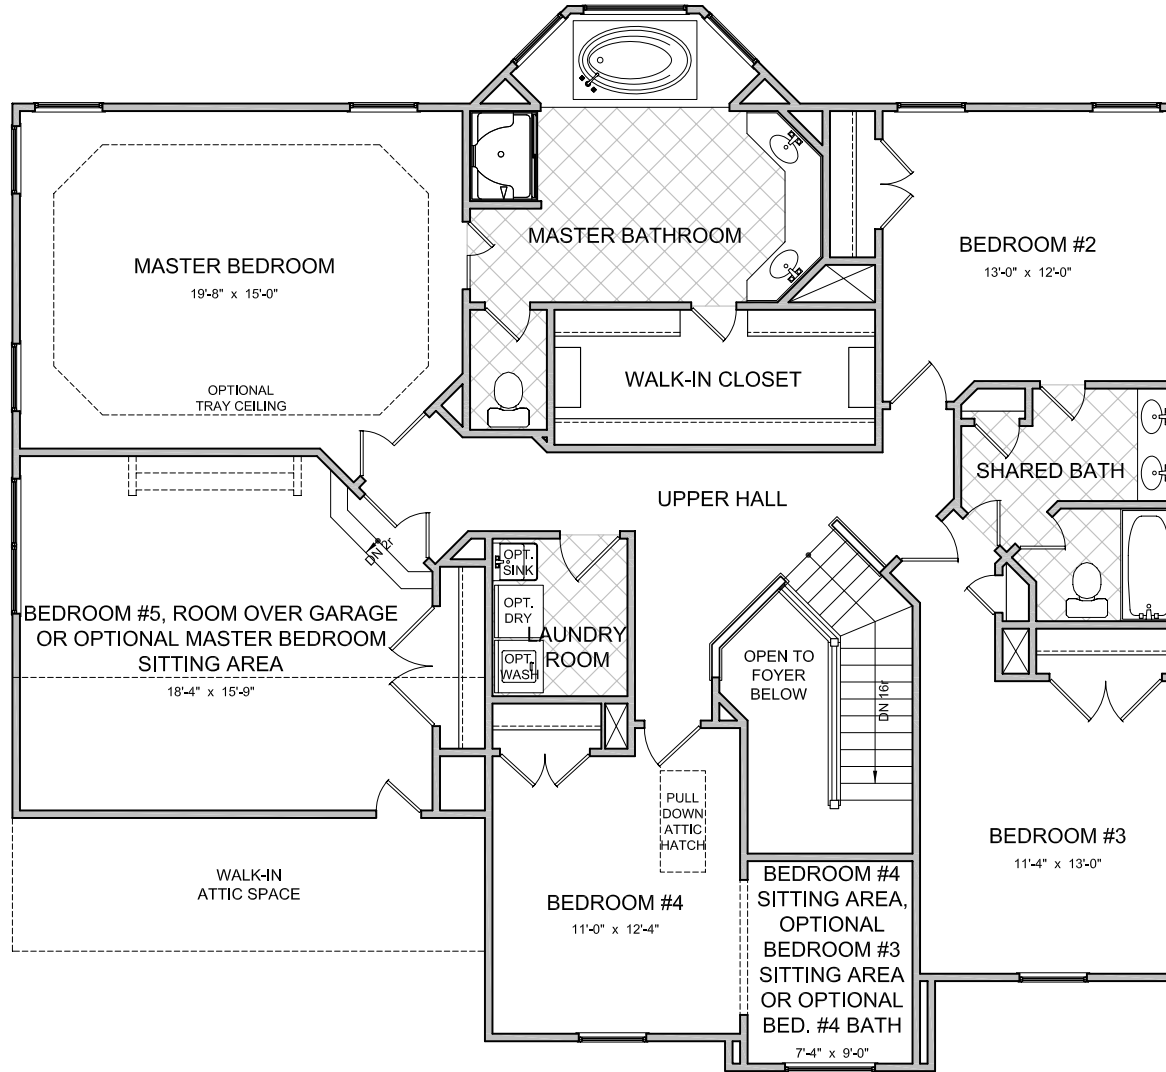 MASTER BEDROOM
19'-8" x 15'-0"
OPTIONAL
TRAY CEILING
MASTER BATHROOM
BEDROOM #2
13'-0" x 12'-0"
WALK-IN CLOSET
SHARED BATH
UPPER HALL
DN 2r
OPT.
SINK
OPT.
DRY
OPT.
WASH
LAUNDRY
ROOM
BEDROOM #5, ROOM OVER GARAGE
OR OPTIONAL MASTER BEDROOM
SITTING AREA
18'-4" x 15'-9"
OPEN TO
FOYER
BELOW
DN 16r
PULL
DOWN
ATTIC
HATCH
BEDROOM #3
11'-4" x 13'-0"
WALK-IN
ATTIC SPACE
BEDROOM #4
11'-0" x 12'-4"
BEDROOM #4
SITTING AREA,
OPTIONAL
BEDROOM #3
SITTING AREA
OR OPTIONAL
BED. #4 BATH
7'-4" x 9'-0"